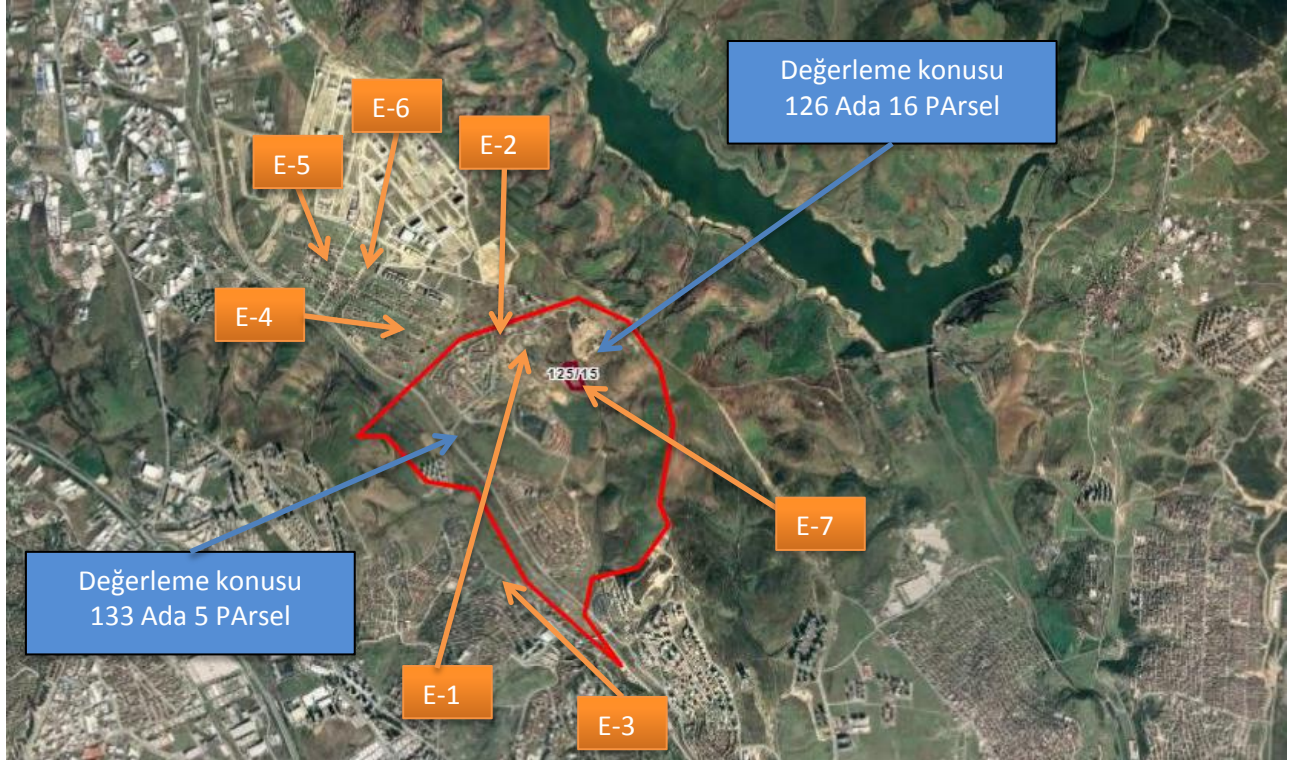 Değerleme konusu
126 Ada 16 PArsel
E-6
E-2
E-5
E-4
125/15
E-7
Değerleme konusu
133 Ada 5 PArsel
E-1
E-3